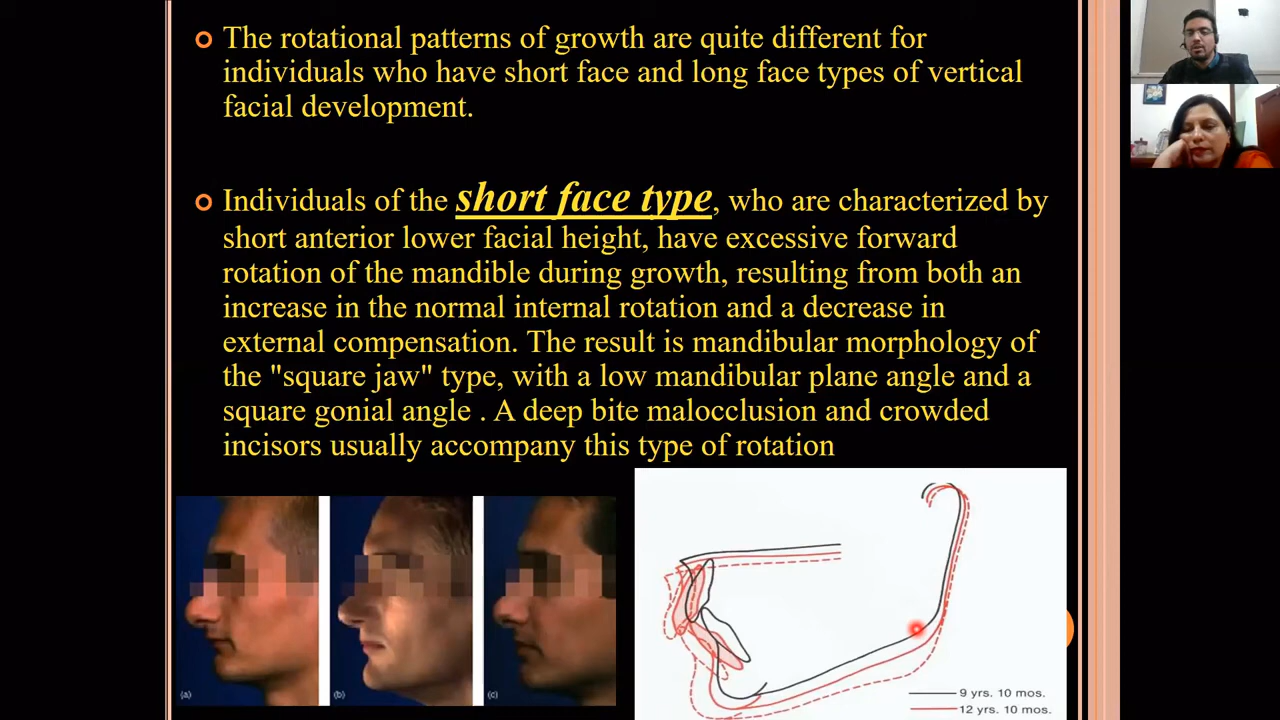 The rotational patterns of growth are quite different for
individuals who have short face and long face types of vertical
facial development.
Individuals of the short face type, who are characterized by
short anterior lower facial height, have excessive forward
rotation of the mandible during growth, resulting from both an
increase in the normal internal rotation and a decrease in
external compensation. The result is mandibular morphology of
the "square jaw" type, with a low mandibular plane angle and a
square gonial angle . A deep bite malocclusion and crowded
incisors usually accompany this type of rotation
(a)
(b)
(c)
9 yrs. 10 mos.
12 yrs. 10 mos.